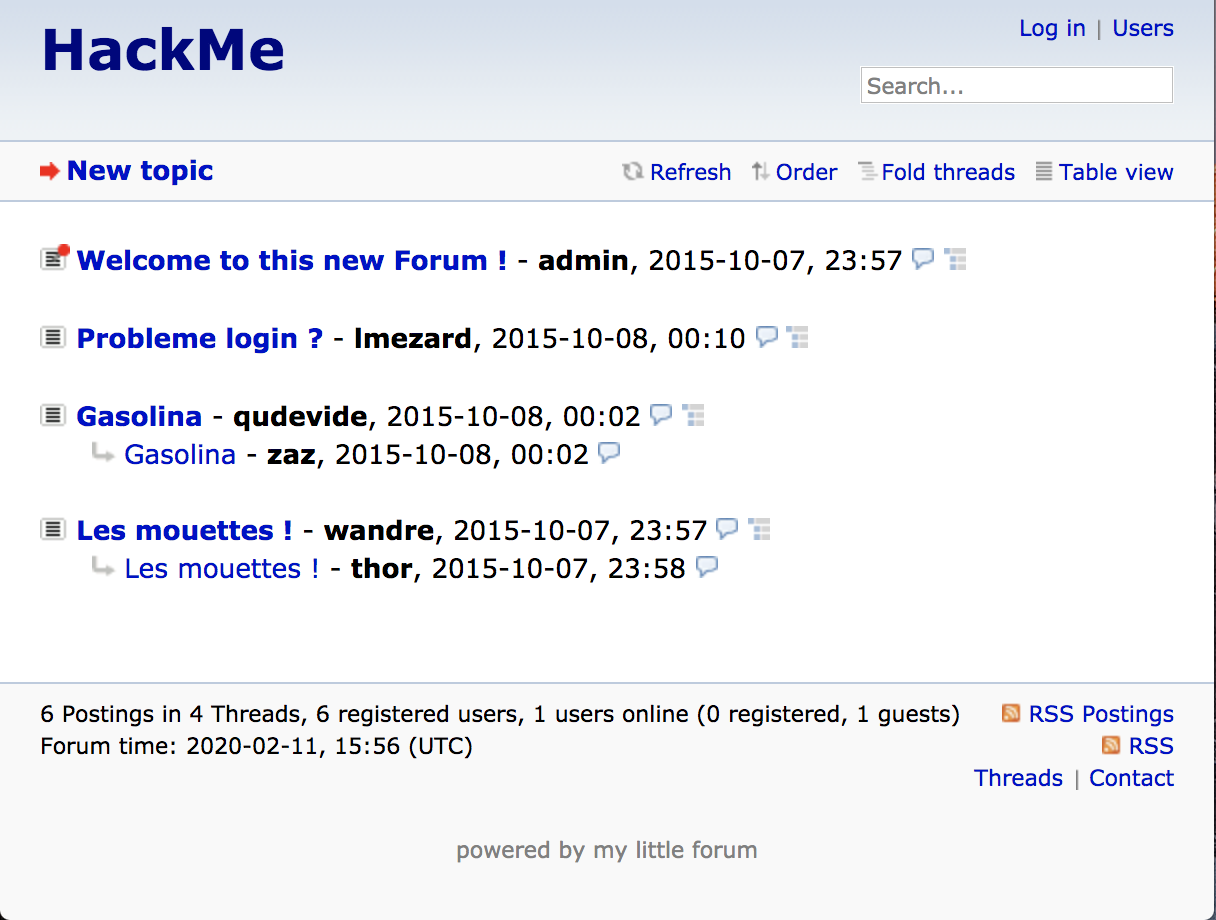 HackMe
Log in | Users
Search...
New topic
Refresh Order Fold threads Table view
Welcome to this new Forum ! - admin, 2015-10-07, 23:57
Probleme login ? - lmezard, 2015-10-08, 00:10
Gasolina - qudevide, 2015-10-08, 00:02
Gasolina - zaz, 2015-10-08, 00:02
Les mouettes ! - wandre, 2015-10-07, 23:57
Les mouettes ! - thor, 2015-10-07, 23:58
6 Postings in 4 Threads, 6 registered users, 1 users online (0 registered, 1 guests)
Forum time: 2020-02-11, 15:56 (UTC)
RSS Postings
RSS
Threads | Contact
powered by my little forum